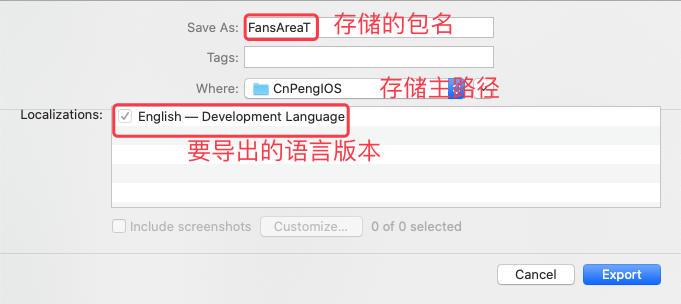 Save As: FansAreaT 存储的包名
Tags:
Where: CnPengIOS 存储主路径
Localizations: English — Development Language
要导出的语言版本
Include screenshots Customize... 0 of 0 selected
Cancel Export